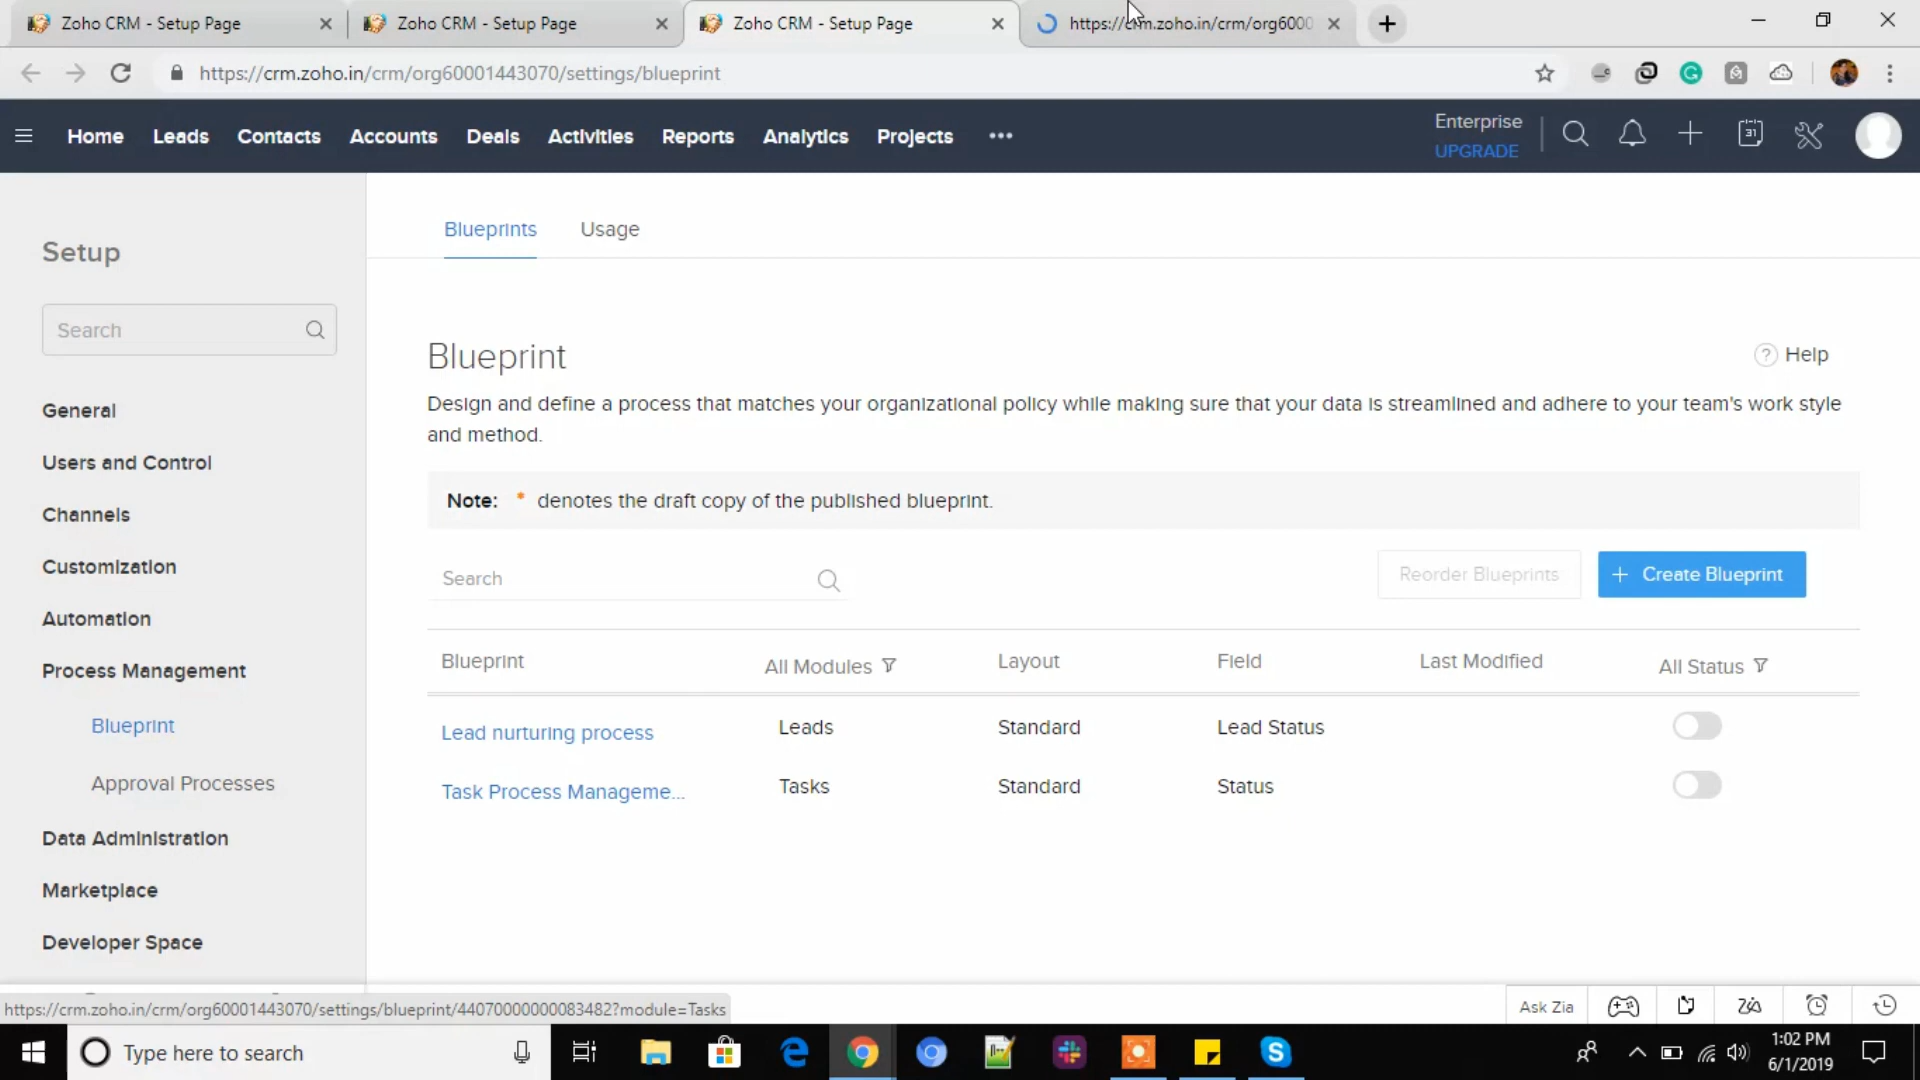 Zoho CRM - Setup Page
Zoho CRM - Setup Page
Zoho CRM - Setup Page
https://crm.zoho.in/crm/org6000
https://crm.zoho.in/crm/org60001443070/settings/blueprint
Home Leads Contacts Accounts Deals Activities Reports Analytics Projects
Enterprise
UPGRADE
31
Setup
Search
General
Users and Control
Channels
Customization
Automation
Process Management
Blueprint
Approval Processes
Data Administration
Marketplace
Developer Space
Blueprints Usage
Blueprint
? Help
Design and define a process that matches your organizational policy while making sure that your data is streamlined and adhere to your team's work style
and method.
Note: * denotes the draft copy of the published blueprint.
Search
Reorder Blueprints
+ Create Blueprint
Blueprint All Modules Layout Field Last Modified All Status
Lead nurturing process Leads Standard Lead Status
Task Process Manageme... Tasks Standard Status
https://crm.zoho.in/crm/org60001443070/settings/blueprint/44070000000083482?module=Tasks
Ask Zia
Type here to search
1:02 PM
6/1/2019